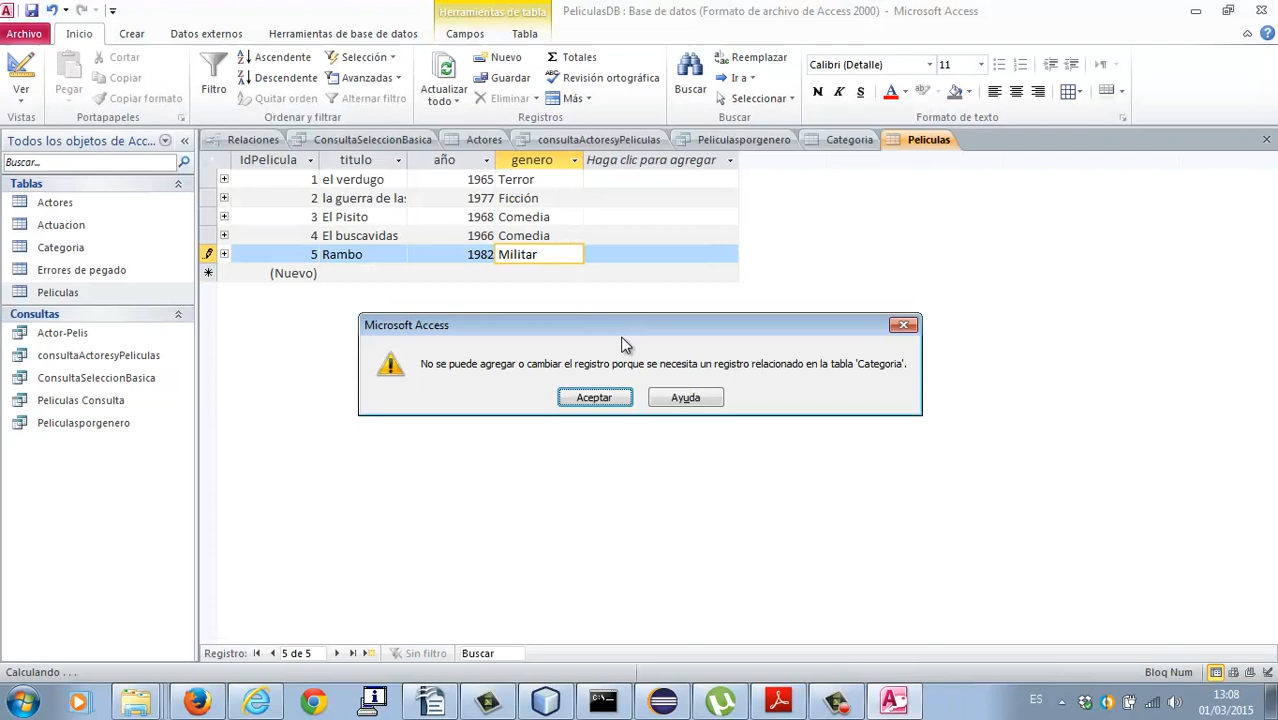 Herramientas de tabla
PeliculasDB : Base de datos (formato de archivo de Access 2000) - Microsoft Access
Archivo Inicio Crear Datos externos Herramientas de base de datos Campos Tabla
Ver
Vistas
Pegar
Cortar
Copiar
Copiar formato
Portapapeles
Filtro
Ascendente
Descendente
Quitar orden
Selección
Avanzadas
Alternar filtro
Ordenar y filtrar
Actualizar
todo
Nuevo
Guardar
Eliminar
Totales
Revisión ortográfica
Más
Registros
Buscar
Reemplazar
Ir a
Seleccionar
Buscar
Calibri (Detalle) 11
N K S A
Formato de texto
Todos los objetos de Acc...
Buscar...
Tablas
Actores
Actuacion
Categoria
Errores de pegado
Peliculas
Consultas
Actor-Pelis
consultaActoresyPeliculas
ConsultaSeleccionBasica
Peliculas Consulta
Peliculasporgenero
Relaciones ConsultaSeleccionBasica Actores consultaActoresyPeliculas Peliculasporgenero Categoria Peliculas
IdPelicula titulo año genero Haga clic para agregar
1 el verdugo 1965 Terror
2 la guerra de las 1977 Ficción
3 El Pisito 1968 Comedia
4 El buscavidas 1966 Comedia
5 Rambo 1982 Militar
(Nuevo)
Microsoft Access
No se puede agregar o cambiar el registro porque se necesita un registro relacionado en la tabla 'Categoria'.
Aceptar Ayuda
Registro: 5 de 5 Sin filtro Buscar
Calculando . . . Bloq Num
ES 13:08
01/03/2015